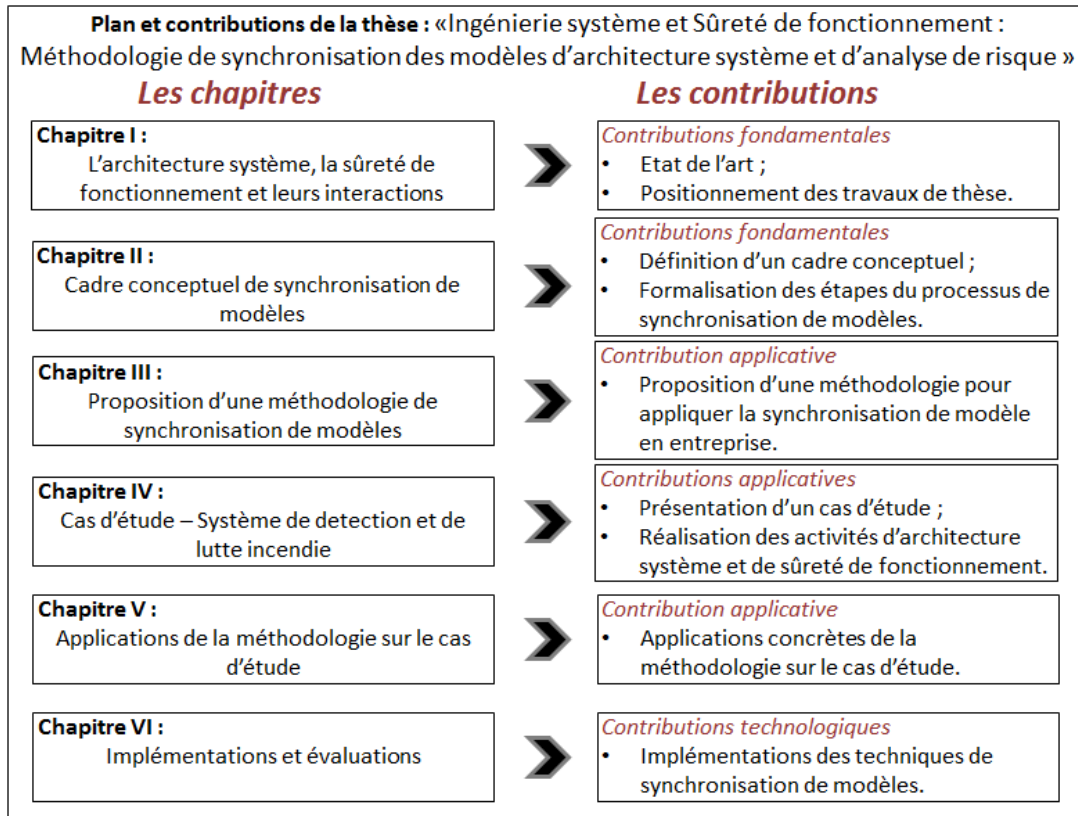 Plan et contributions de la thèse : «Ingénierie système et Sûreté de fonctionnement :
Méthodologie de synchronisation des modèles d'architecture système et d'analyse de risque »
Les chapitres
Les contributions
Chapitre I :
L'architecture système, la sûreté de
fonctionnement et leurs interactions
Contributions fondamentales
• Etat de l'art ;
• Positionnement des travaux de thèse.
Chapitre II :
Cadre conceptuel de synchronisation de
modèles
Contributions fondamentales
• Définition d'un cadre conceptuel ;
• Formalisation des étapes du processus de
synchronisation de modèles.
Chapitre III :
Proposition d'une méthodologie de
synchronisation de modèles
Contribution applicative
• Proposition d'une méthodologie pour
appliquer la synchronisation de modèle
en entreprise.
Chapitre IV :
Cas d'étude – Système de detection et de
lutte incendie
Contributions applicatives
• Présentation d'un cas d'étude ;
• Réalisation des activités d'architecture
système et de sûreté de fonctionnement.
Chapitre V :
Applications de la méthodologie sur le cas
d'étude
Contribution applicative
• Applications concrètes de la
méthodologie sur le cas d'étude.
Chapitre VI :
Implémentations et évaluations
Contributions technologiques
• Implémentations des techniques de
synchronisation de modèles.